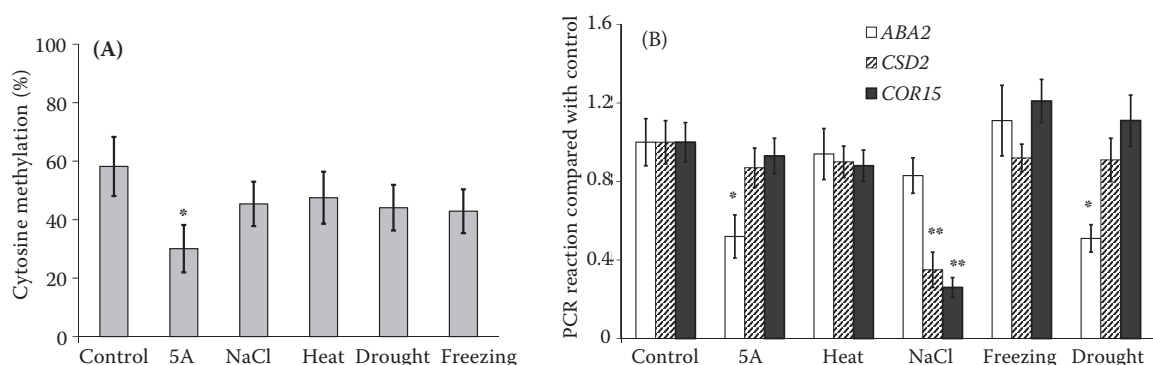 (A)
Cytosine methylation (%)
100
80
60
40
20
0
*
Control 5A NaCl Heat Drought Freezing
(B)
PCR reaction compared with control
1.6
1.2
0.8
0.4
0
ABA2
CSD2
COR15
*
**
**
*
Control 5A Heat NaCl Freezing Drought